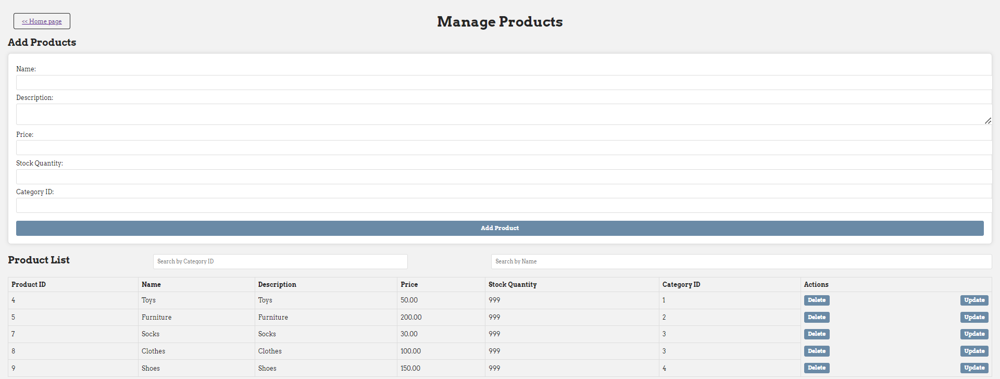 << Home page
Manage Products
Add Products
Name:
Description:
Price:
Stock Quantity:
Category ID:
Add Product
Product List
Search by Category ID
Search by Name
Product ID Name Description Price Stock Quantity Category ID Actions
4 Toys Toys 50.00 999 1 Delete Update
5 Furniture Furniture 200.00 999 2 Delete Update
7 Socks Socks 30.00 999 3 Delete Update
8 Clothes Clothes 100.00 999 3 Delete Update
9 Shoes Shoes 150.00 999 4 Delete Update